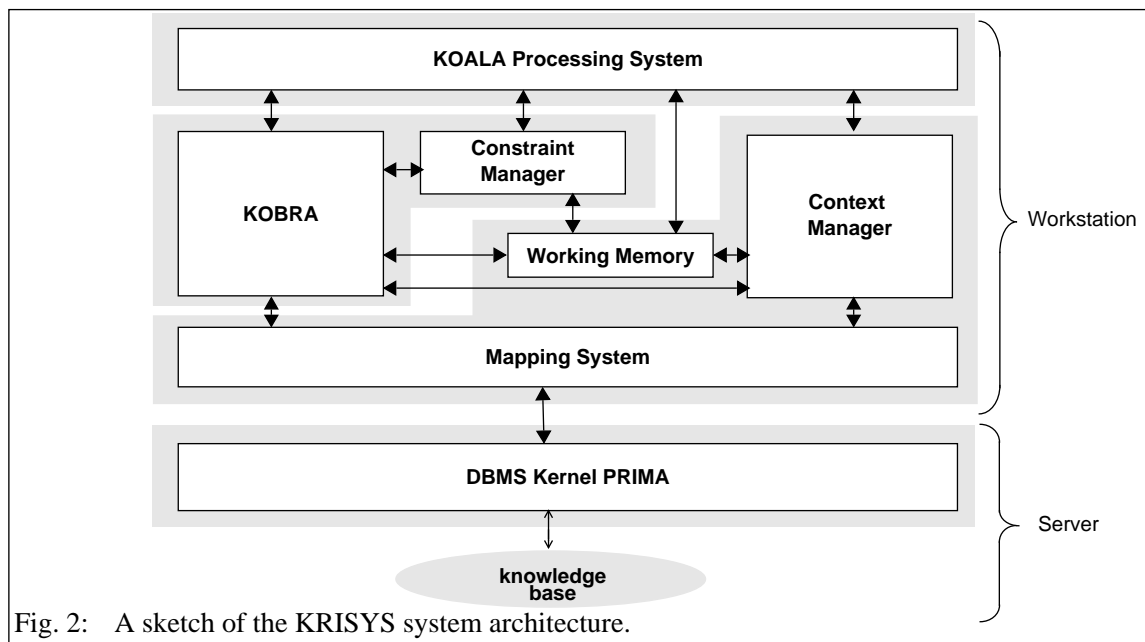 KOALA Processing System
Constraint
Manager
KOBRA
Context
Manager
Working Memory
Workstation
Mapping System
DBMS Kernel PRIMA
Server
knowledge
base
Fig. 2: A sketch of the KRISYS system architecture.